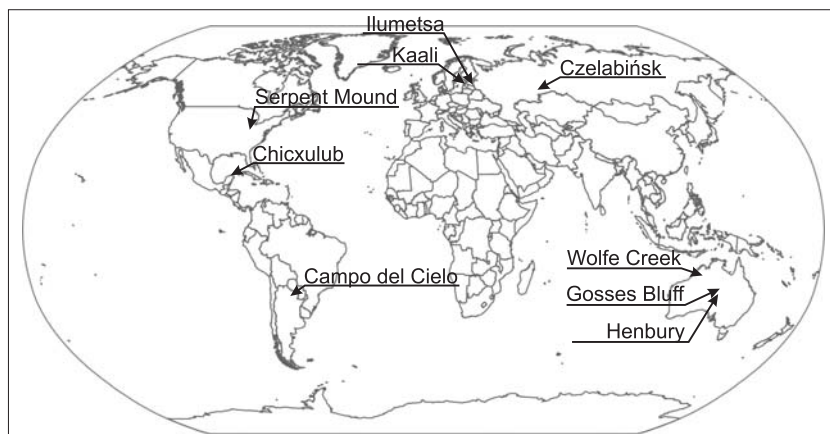 Ilumetsa
Kaali
Czelabińsk
Serpent Mound
Chicxulub
Wolfe Creek
Campo del Cielo
Gosses Bluff
Henbury